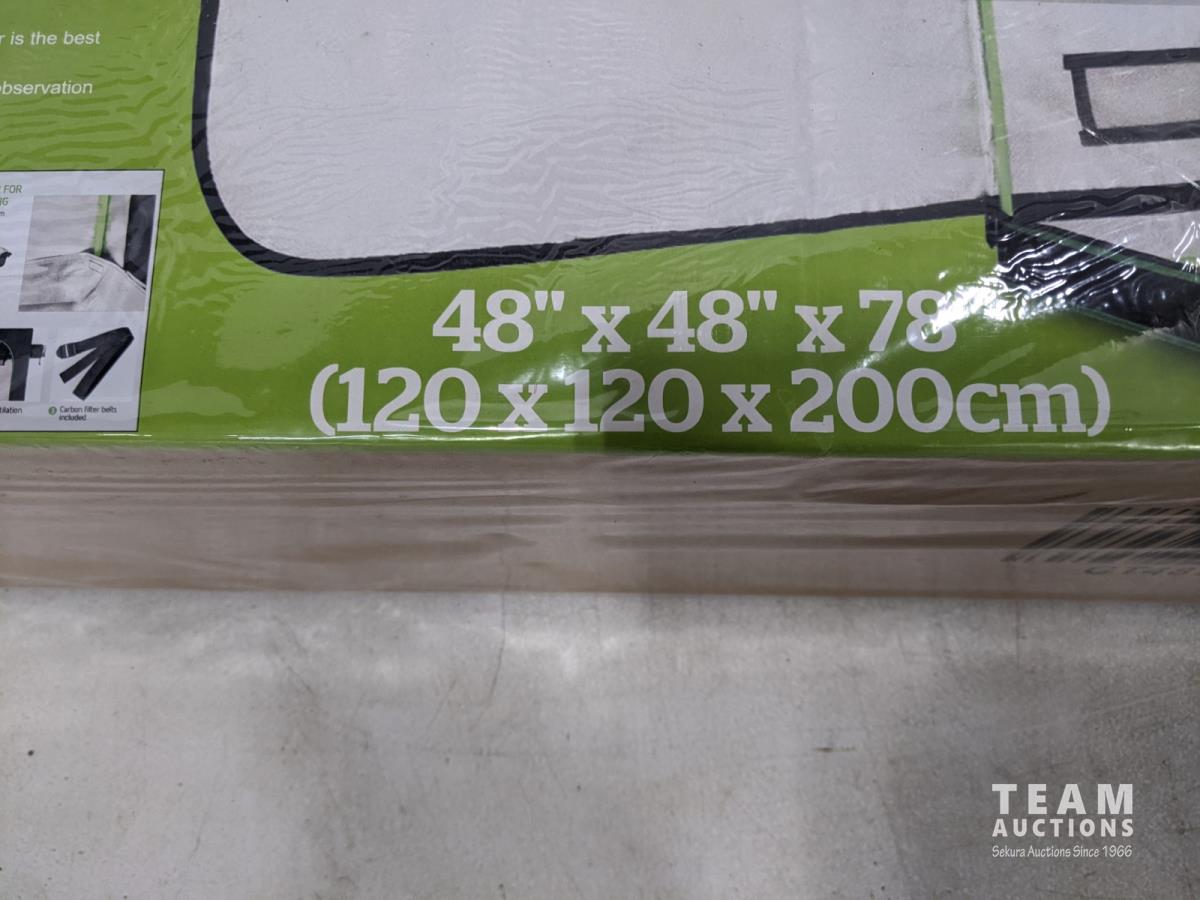 r is the best
observation
FOR
48" x 48" x 78"
(120 x 120 x 200cm)
Carbon filter belts
included
TEAM
AUCTIONS
Sekura Auctions Since 1966